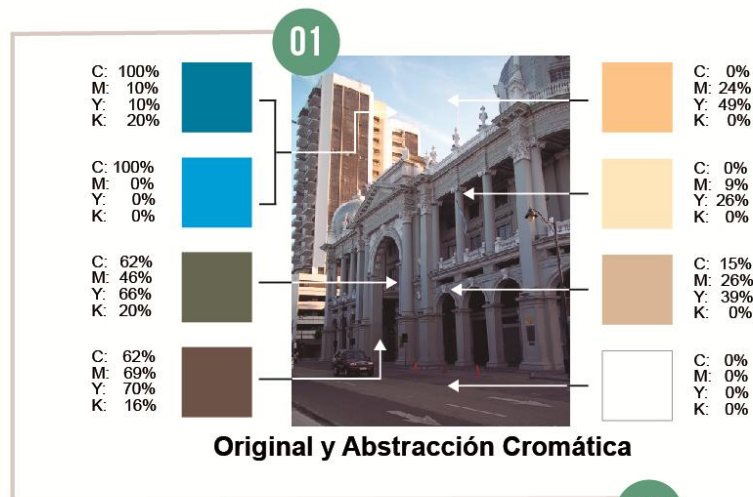 01
C: 100%
M: 10%
Y: 10%
K: 20%
C: 100%
M: 0%
Y: 0%
K: 0%
C: 62%
M: 46%
Y: 66%
K: 20%
C: 62%
M: 69%
Y: 70%
K: 16%
C: 0%
M: 24%
Y: 49%
K: 0%
C: 0%
M: 9%
Y: 26%
K: 0%
C: 15%
M: 26%
Y: 39%
K: 0%
C: 0%
M: 0%
Y: 0%
K: 0%
Original y Abstracción Cromática